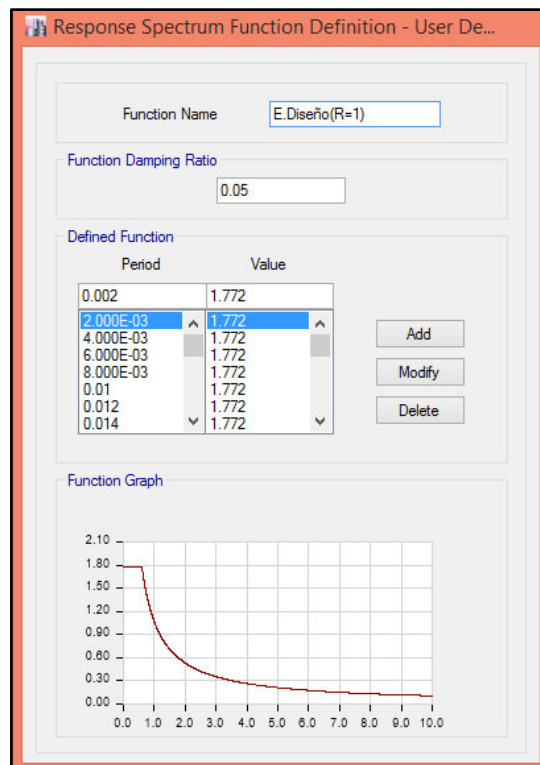 Response Spectrum Function Definition - User De...
Function Name E.Diseño(R=1)
Function Damping Ratio
0.05
Defined Function
Period Value
0.002 1.772
2.000E-03 1.772
4.000E-03 1.772
6.000E-03 1.772
8.000E-03 1.772
0.01 1.772
0.012 1.772
0.014 1.772
Add
Modify
Delete
Function Graph
2.10
1.80
1.50
1.20
0.90
0.60
0.30
0.00
0.0 1.0 2.0 3.0 4.0 5.0 6.0 7.0 8.0 9.0 10.0